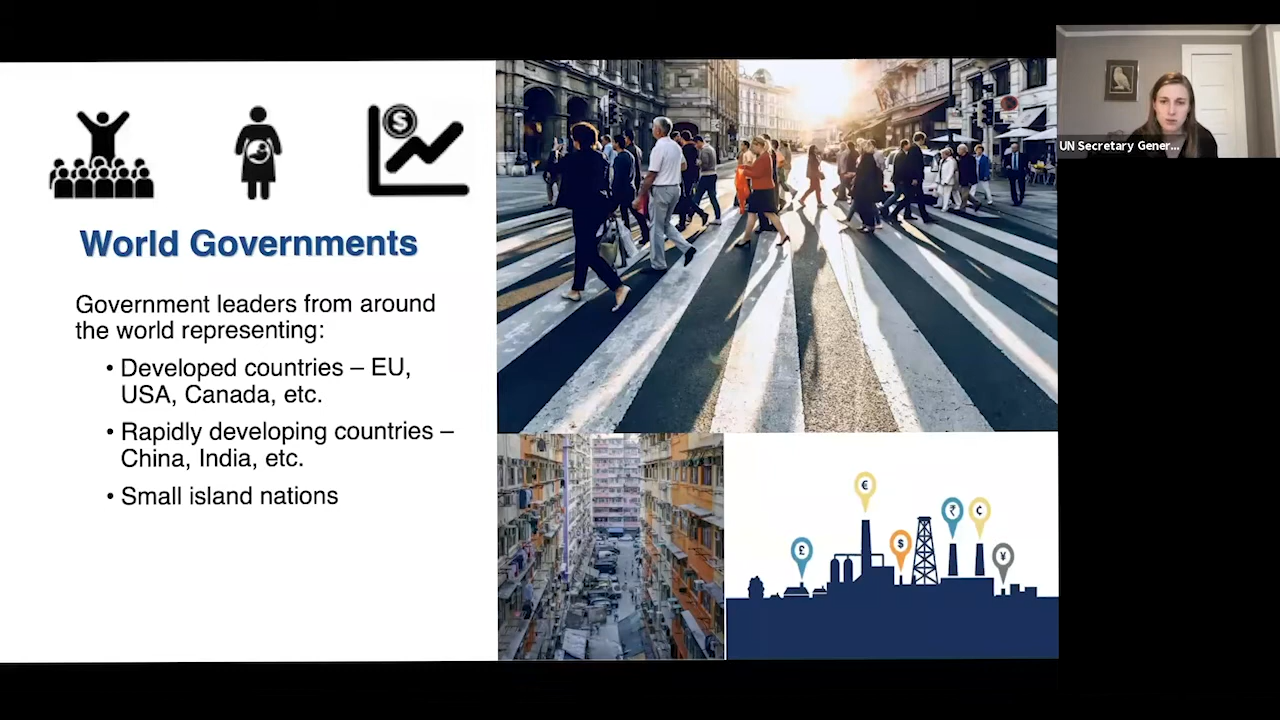 $
World Governments
Government leaders from around
the world representing:
• Developed countries – EU,
USA, Canada, etc.
• Rapidly developing countries –
China, India, etc.
• Small island nations
£
€
$
₹
¢
¥
UN Secretary Gener...